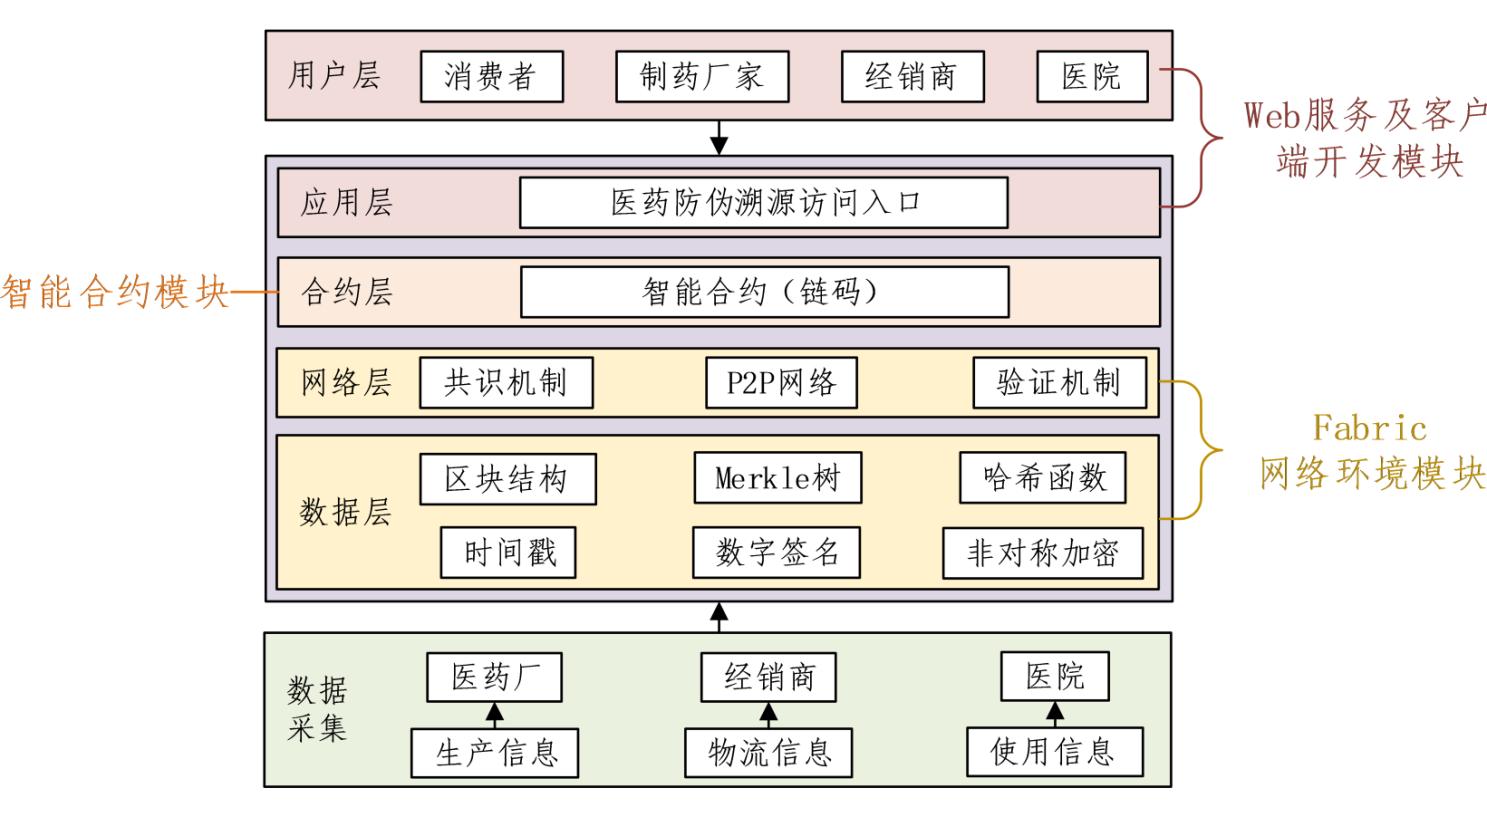 用户层 消费者 制药厂家 经销商 医院
Web服务及客户
端开发模块
应用层 医药防伪溯源访问入口
智能合约模块 合约层 智能合约（链码）
网络层 共识机制 P2P网络 验证机制
Fabric
网络环境模块
数据层
区块结构 Merkle树 哈希函数
时间戳 数字签名 非对称加密
数据
采集
医药厂 经销商 医院
生产信息 物流信息 使用信息